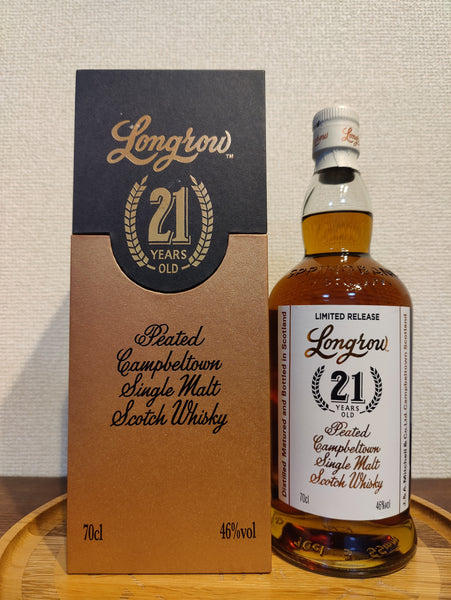 Longrow™
21
YEARS
OLD
Peated
Campbeltown
Single Malt
Scotch Whisky
70cl 46%vol
Longrow
LIMITED RELEASE
Longrow
21
YEARS
OLD
Peated
Campbeltown
Single Malt
Scotch Whisky
70cl 46%vol
Distilled Matured and Bottled in Scotland
J.&A. Mitchell & Co. Ltd. Campbeltown Scotland